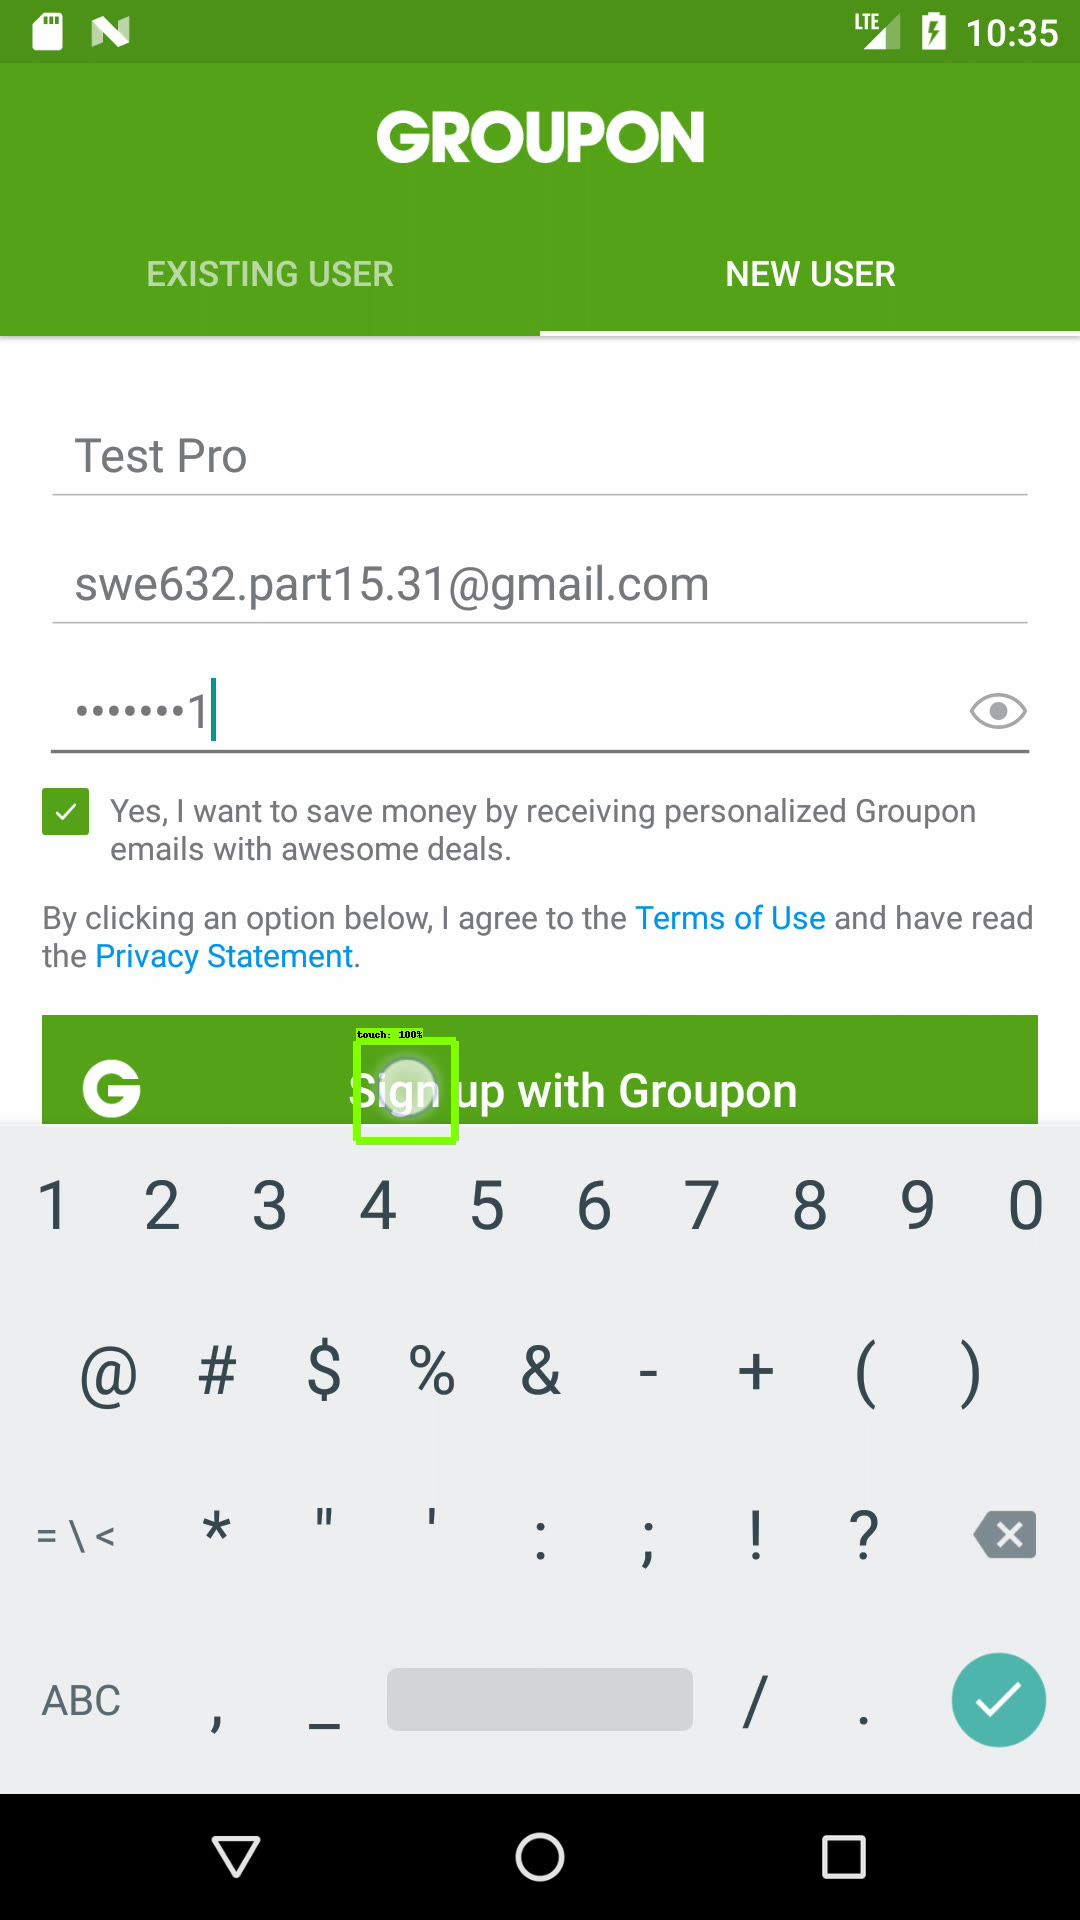 LTE 10:35
GROUPON
EXISTING USER NEW USER
Test Pro
swe632.part15.31@gmail.com
•••••••1
Yes, I want to save money by receiving personalized Groupon
emails with awesome deals.
By clicking an option below, I agree to the Terms of Use and have read
the Privacy Statement.
touch: 100%
G Sign up with Groupon
1 2 3 4 5 6 7 8 9 0
@ # $ % & - + ( )
= \ < * " ' : ; ! ?
ABC , _ / .